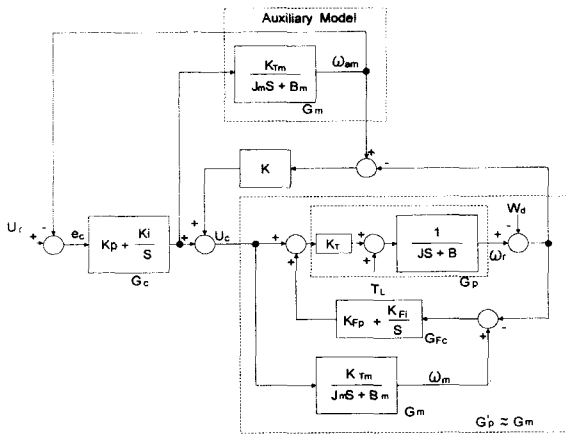 Auxiliary Model
K_Tm
J_mS + B_m
ω_am
G_m
K
U_r
e_c
Kp + Ki/S
G_c
U_c
K_T
1
JS + B
G_p
ω_r
W_d
T_L
K_Fp + K_Fi/S
G_Fc
K_Tm
J_mS + B_m
ω_m
G_m
G'_p ≈ G_m